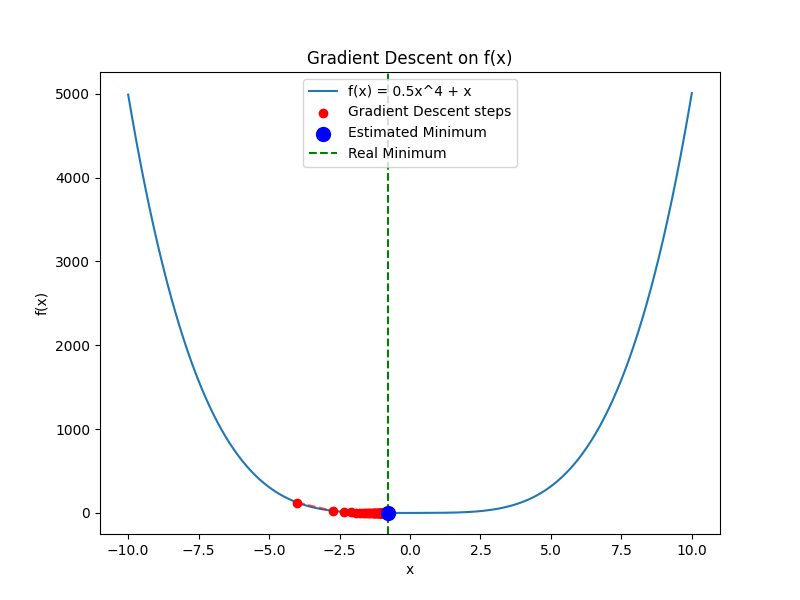 Gradient Descent on f(x)
f(x) = 0.5x^4 + x
Gradient Descent steps
Estimated Minimum
Real Minimum
5000
4000
3000
2000
1000
0
f(x)
−10.0 −7.5 −5.0 −2.5 0.0 2.5 5.0 7.5 10.0
x